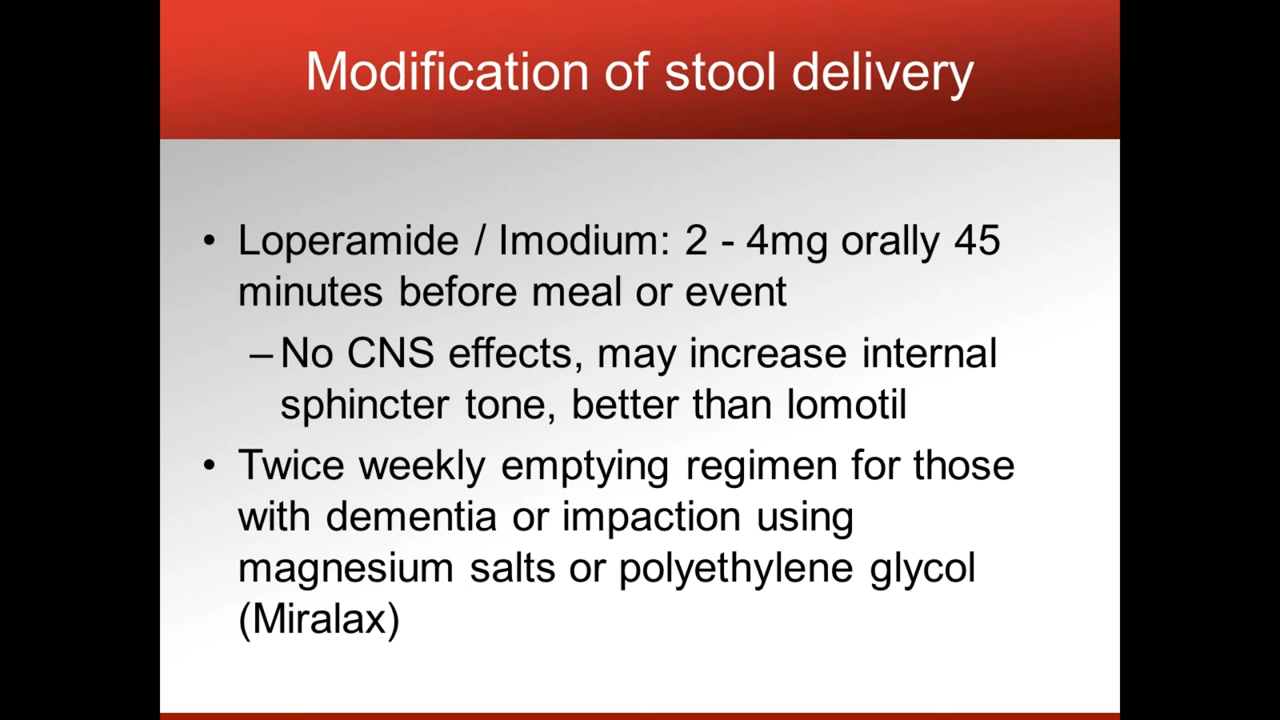 Modification of stool delivery
• Loperamide / Imodium: 2 - 4mg orally 45
minutes before meal or event
–No CNS effects, may increase internal
sphincter tone, better than lomotil
• Twice weekly emptying regimen for those
with dementia or impaction using
magnesium salts or polyethylene glycol
(Miralax)